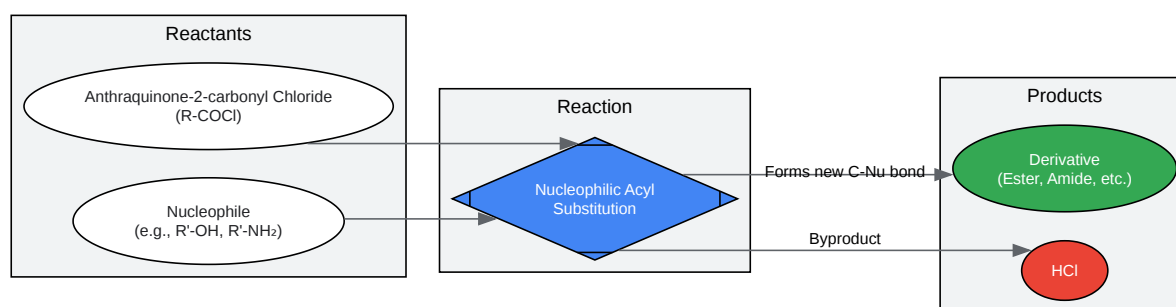 Reactants
Anthraquinone-2-carbonyl Chloride
(R-COCl)
Nucleophile
(e.g., R'-OH, R'-NH₂)
Reaction
Nucleophilic Acyl
Substitution
Forms new C-Nu bond
Byproduct
Products
Derivative
(Ester, Amide, etc.)
HCl